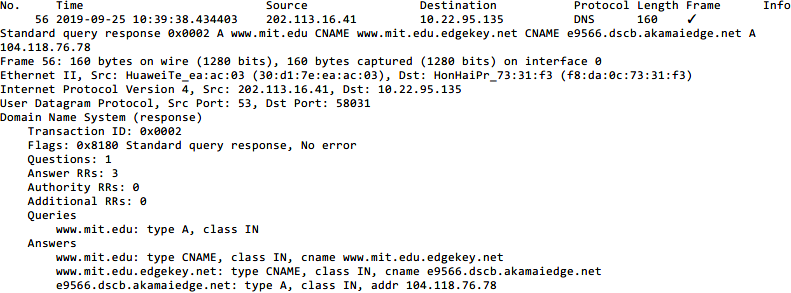 No. Time Source Destination Protocol Length Frame Info
56 2019-09-25 10:39:38.434403 202.113.16.41 10.22.95.135 DNS 160 ✓
Standard query response 0x0002 A www.mit.edu CNAME www.mit.edu.edgekey.net CNAME e9566.dscb.akamaiedge.net A
104.118.76.78
Frame 56: 160 bytes on wire (1280 bits), 160 bytes captured (1280 bits) on interface 0
Ethernet II, Src: HuaweiTe_ea:ac:03 (30:d1:7e:ea:ac:03), Dst: HonHaiPr_73:31:f3 (f8:da:0c:73:31:f3)
Internet Protocol Version 4, Src: 202.113.16.41, Dst: 10.22.95.135
User Datagram Protocol, Src Port: 53, Dst Port: 58031
Domain Name System (response)
Transaction ID: 0x0002
Flags: 0x8180 Standard query response, No error
Questions: 1
Answer RRs: 3
Authority RRs: 0
Additional RRs: 0
Queries
www.mit.edu: type A, class IN
Answers
www.mit.edu: type CNAME, class IN, cname www.mit.edu.edgekey.net
www.mit.edu.edgekey.net: type CNAME, class IN, cname e9566.dscb.akamaiedge.net
e9566.dscb.akamaiedge.net: type A, class IN, addr 104.118.76.78